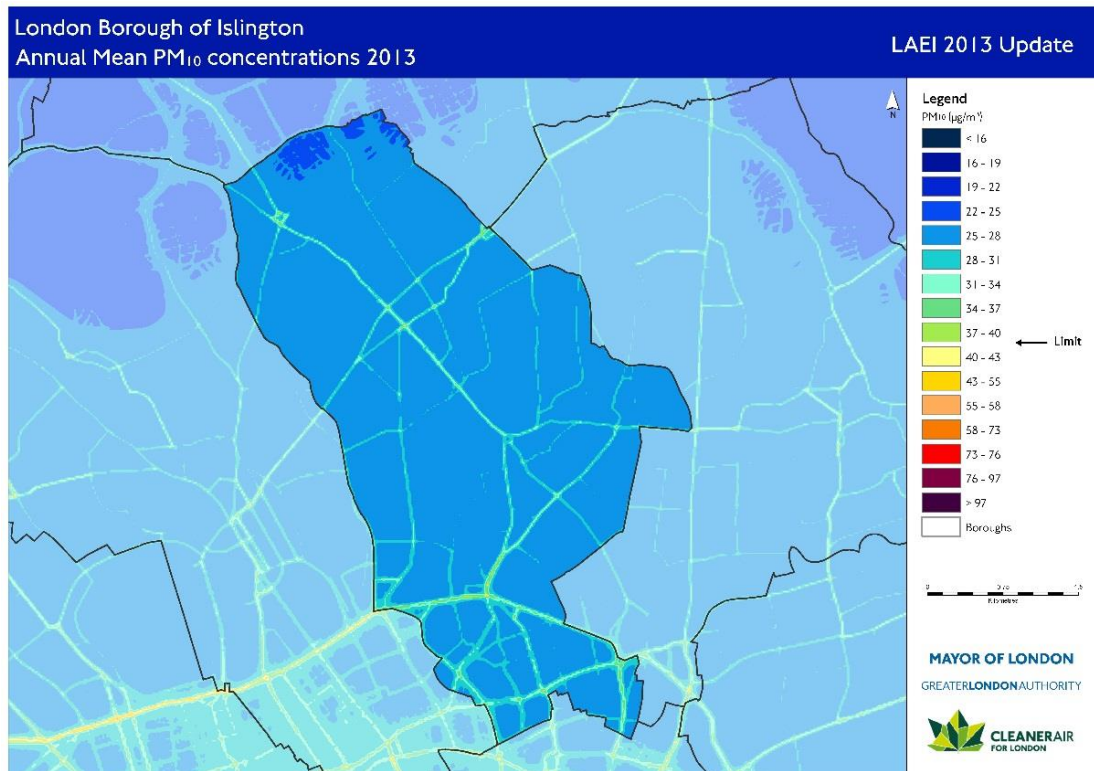 London Borough of Islington
Annual Mean PM₁₀ concentrations 2013
LAEI 2013 Update
N
Legend
PM₁₀ (µg/m³)
< 16
16 - 19
19 - 22
22 - 25
25 - 28
28 - 31
31 - 34
34 - 37
37 - 40
Limit
40 - 43
43 - 55
55 - 58
58 - 73
73 - 76
76 - 97
> 97
Boroughs
0
Kilometres
MAYOR OF LONDON
GREATERLONDONAUTHORITY
CLEANERAIR
FOR LONDON